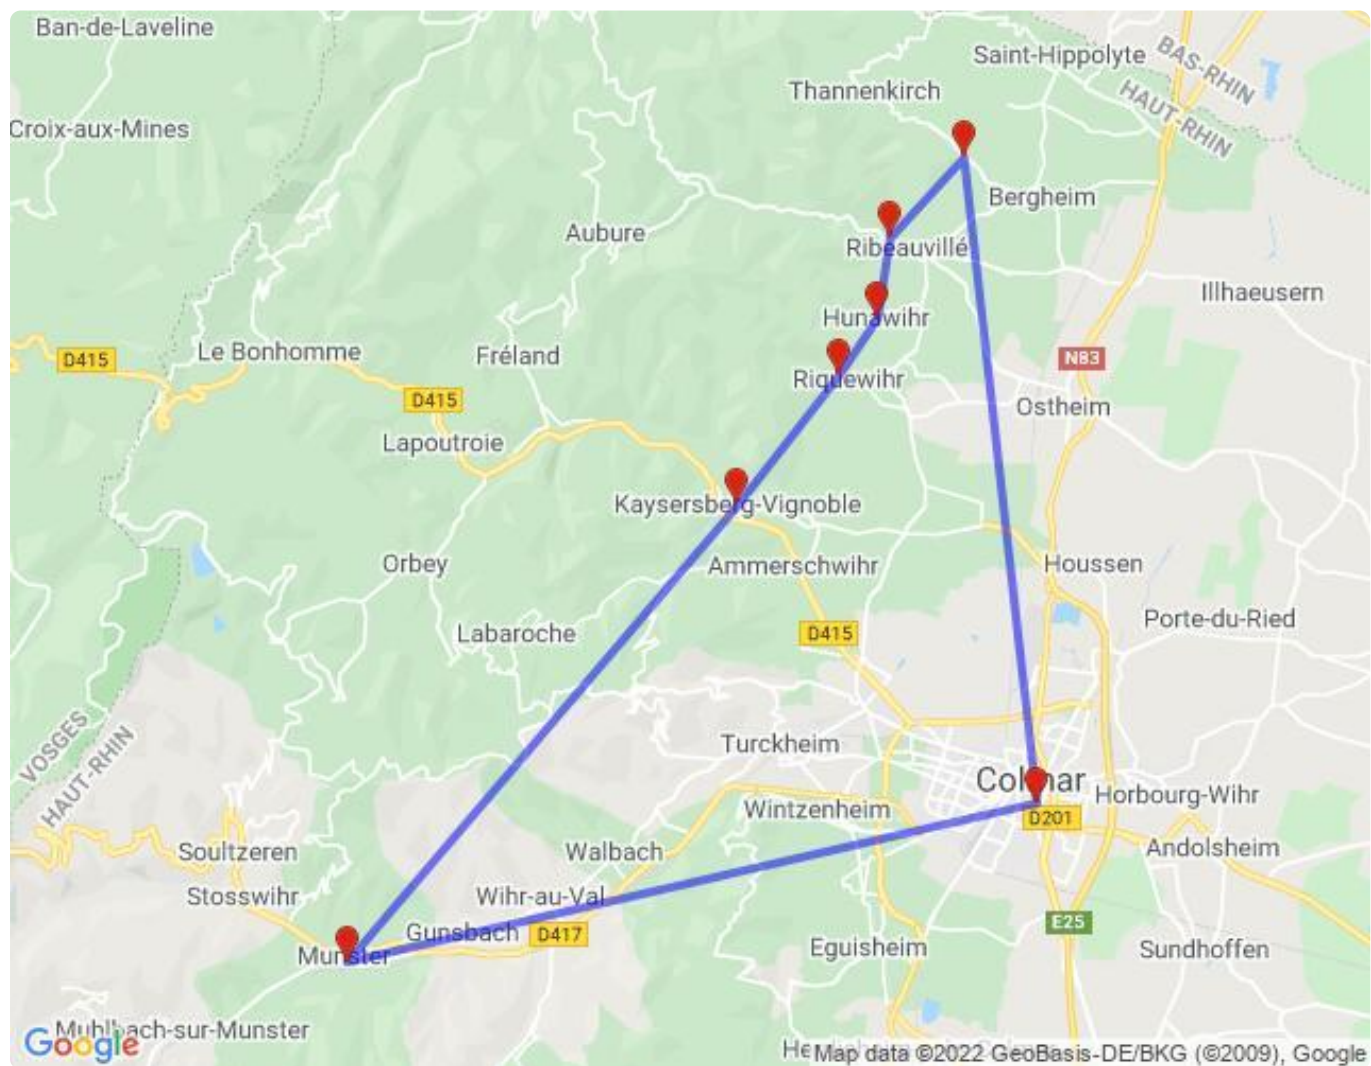 Ban-de-Laveline
Saint-Hippolyte
BAS-RHIN
HAUT-RHIN
Thannenkirch
Croix-aux-Mines
Bergheim
Aubure
Ribeauvillé
Illhaeusern
Hunawihr
Le Bonhomme
Fréland
D415
N83
Riquewihr
D415
Ostheim
Lapoutroie
Kaysersberg-Vignoble
Orbey
Ammerschwihr
Houssen
Labaroche
D415
Porte-du-Ried
VOSGES
HAUT-RHIN
Turckheim
Colmar
Horbourg-Wihr
Wintzenheim
D201
Soultzeren
Walbach
Andolsheim
Stosswihr
Wihr-au-Val
E25
Gunsbach
D417
Munster
Eguisheim
Sundhoffen
Muhlbach-sur-Munster
Google
Map data ©2022 GeoBasis-DE/BKG (©2009), Google